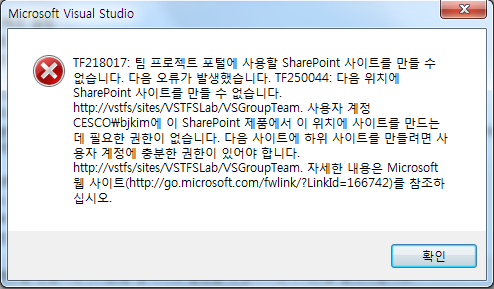 Microsoft Visual Studio
TF218017: 팀 프로젝트 포털에 사용할 SharePoint 사이트를 만들 수
없습니다. 다음 오류가 발생했습니다. TF250044: 다음 위치에
SharePoint 사이트를 만들 수 없습니다.
http://vstfs/sites/VSTFSLab/VSGroupTeam. 사용자 계정
CESCO₩bjkim에 이 SharePoint 제품에서 이 위치에 사이트를 만드는
데 필요한 권한이 없습니다. 다음 사이트에 하위 사이트를 만들려면 사
용자 계정에 충분한 권한이 있어야 합니다.
http://vstfs/sites/VSTFSLab/VSGroupTeam. 자세한 내용은 Microsoft
웹 사이트(http://go.microsoft.com/fwlink/?LinkId=166742)를 참조하
십시오.
확인